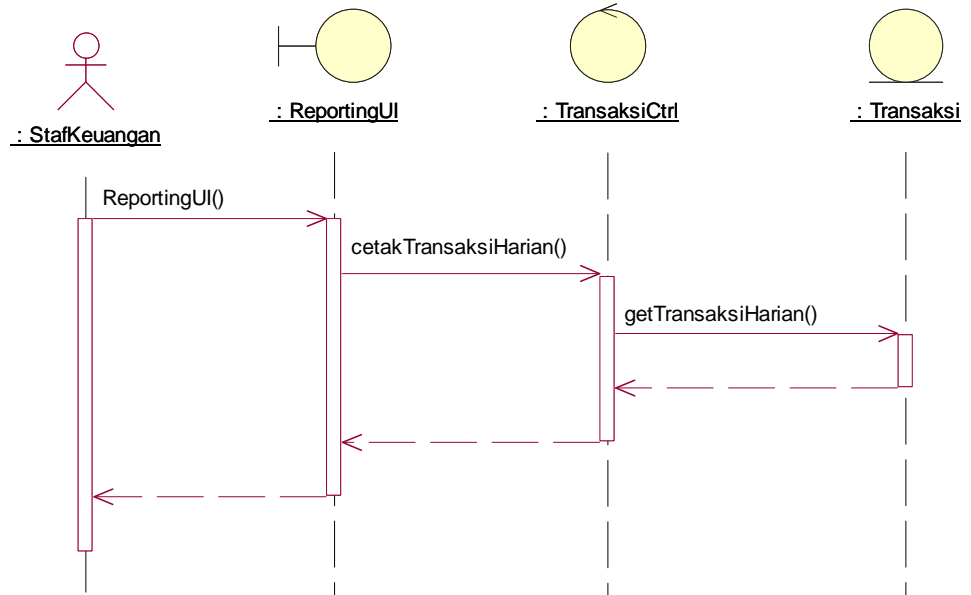 : StafKeuangan
: ReportingUI
: TransaksiCtrl
: Transaksi
ReportingUI()
cetakTransaksiHarian()
getTransaksiHarian()